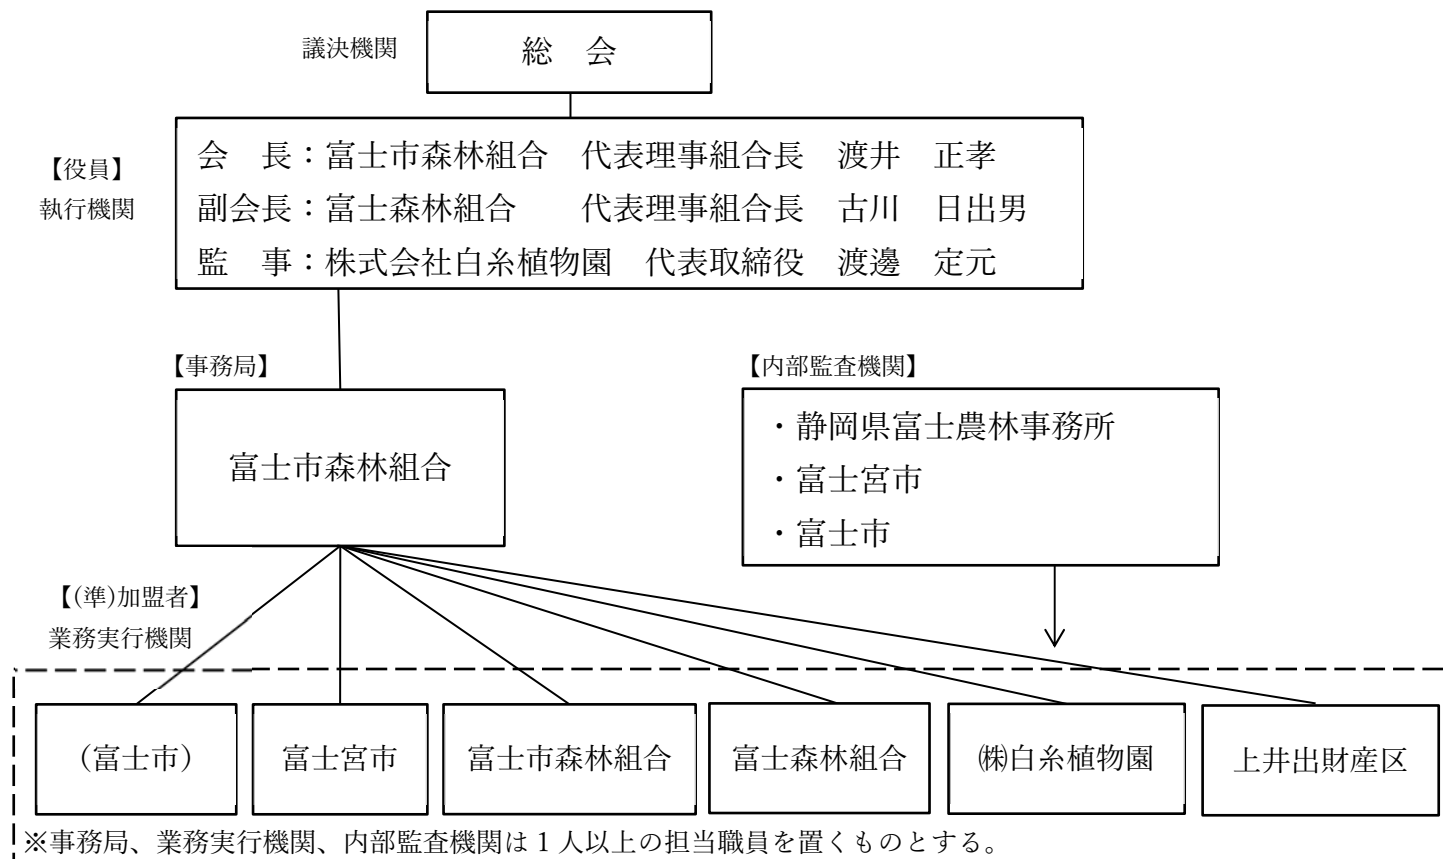 議決機関
総　会
【役員】
執行機関
会　長：富士市森林組合　代表理事組合長　渡井　正孝
副会長：富士森林組合　　代表理事組合長　古川　日出男
監　事：株式会社白糸植物園　代表取締役　渡邊　定元
【事務局】
富士市森林組合
【内部監査機関】
・静岡県富士農林事務所
・富士宮市
・富士市
【(準)加盟者】
業務実行機関
（富士市）
富士宮市
富士市森林組合
富士森林組合
㈱白糸植物園
上井出財産区
※事務局、業務実行機関、内部監査機関は 1 人以上の担当職員を置くものとする。